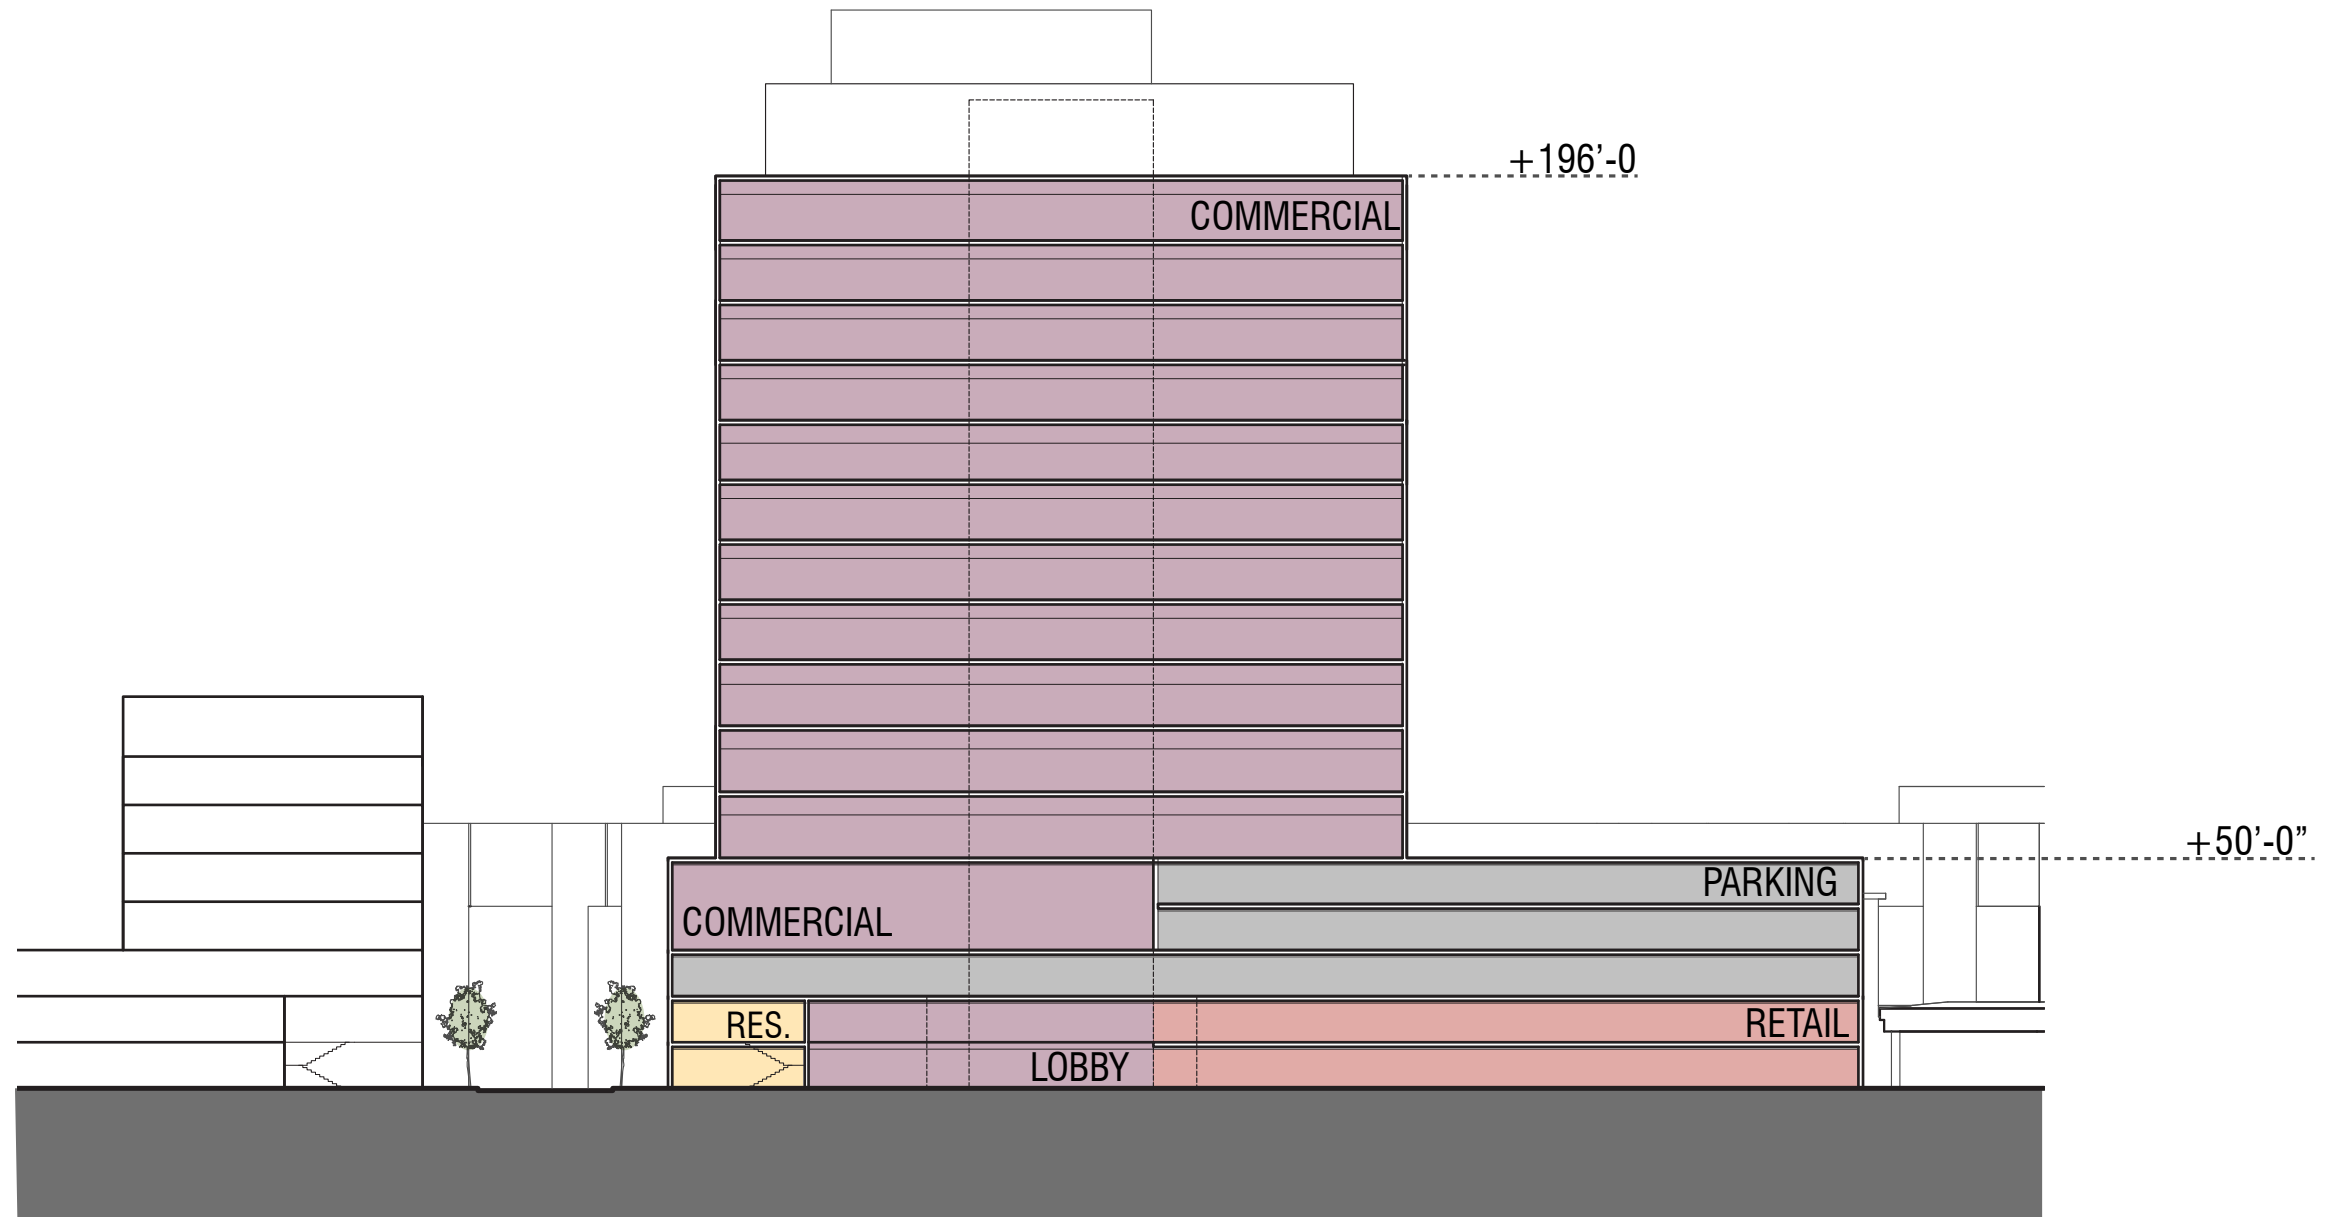 +196’-0
COMMERCIAL
+50’-0”
PARKING
COMMERCIAL
RES.
RETAIL
LOBBY